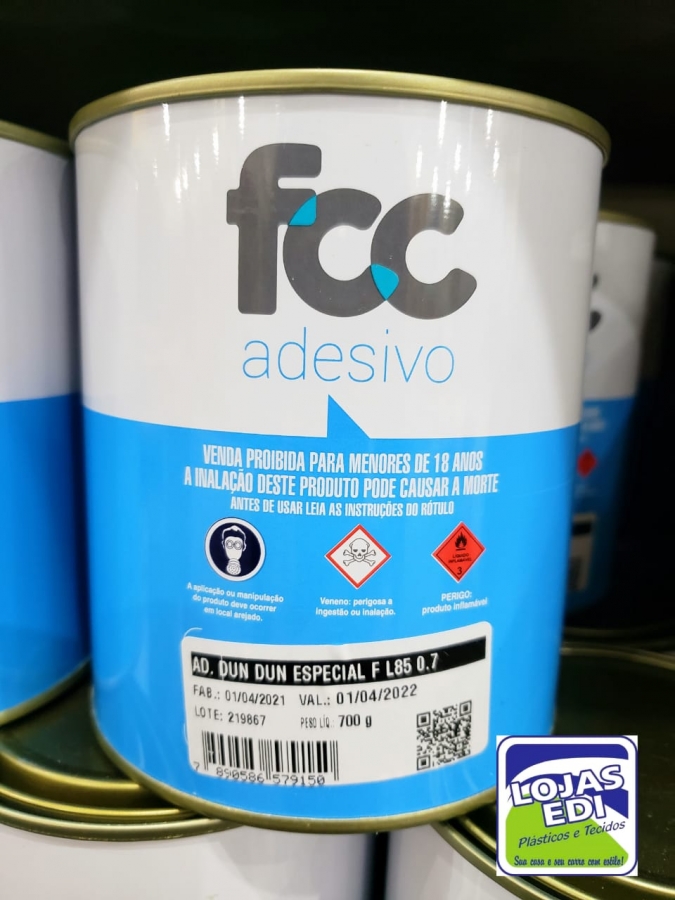 fcc
adesivo
VENDA PROIBIDA PARA MENORES DE 18 ANOS
A INALAÇÃO DESTE PRODUTO PODE CAUSAR A MORTE
ANTES DE USAR LEIA AS INSTRUÇÕES DO RÓTULO
LÍQUIDO
INFLAMÁVEL
3
A aplicação ou manipulação
do produto deve ocorrer
em local arejado.
Veneno: perigosa a
ingestão ou inalação.
PERIGO:
produto inflamável
AD. DUN DUN ESPECIAL F L85 0.7
FAB.: 01/04/2021 VAL.: 01/04/2022
LOTE: 219867 PESO LÍQ. 700 g
7 890586 579150
LOJAS
EDI
Plásticos e Tecidos
Sua casa e seu carro com estilo!